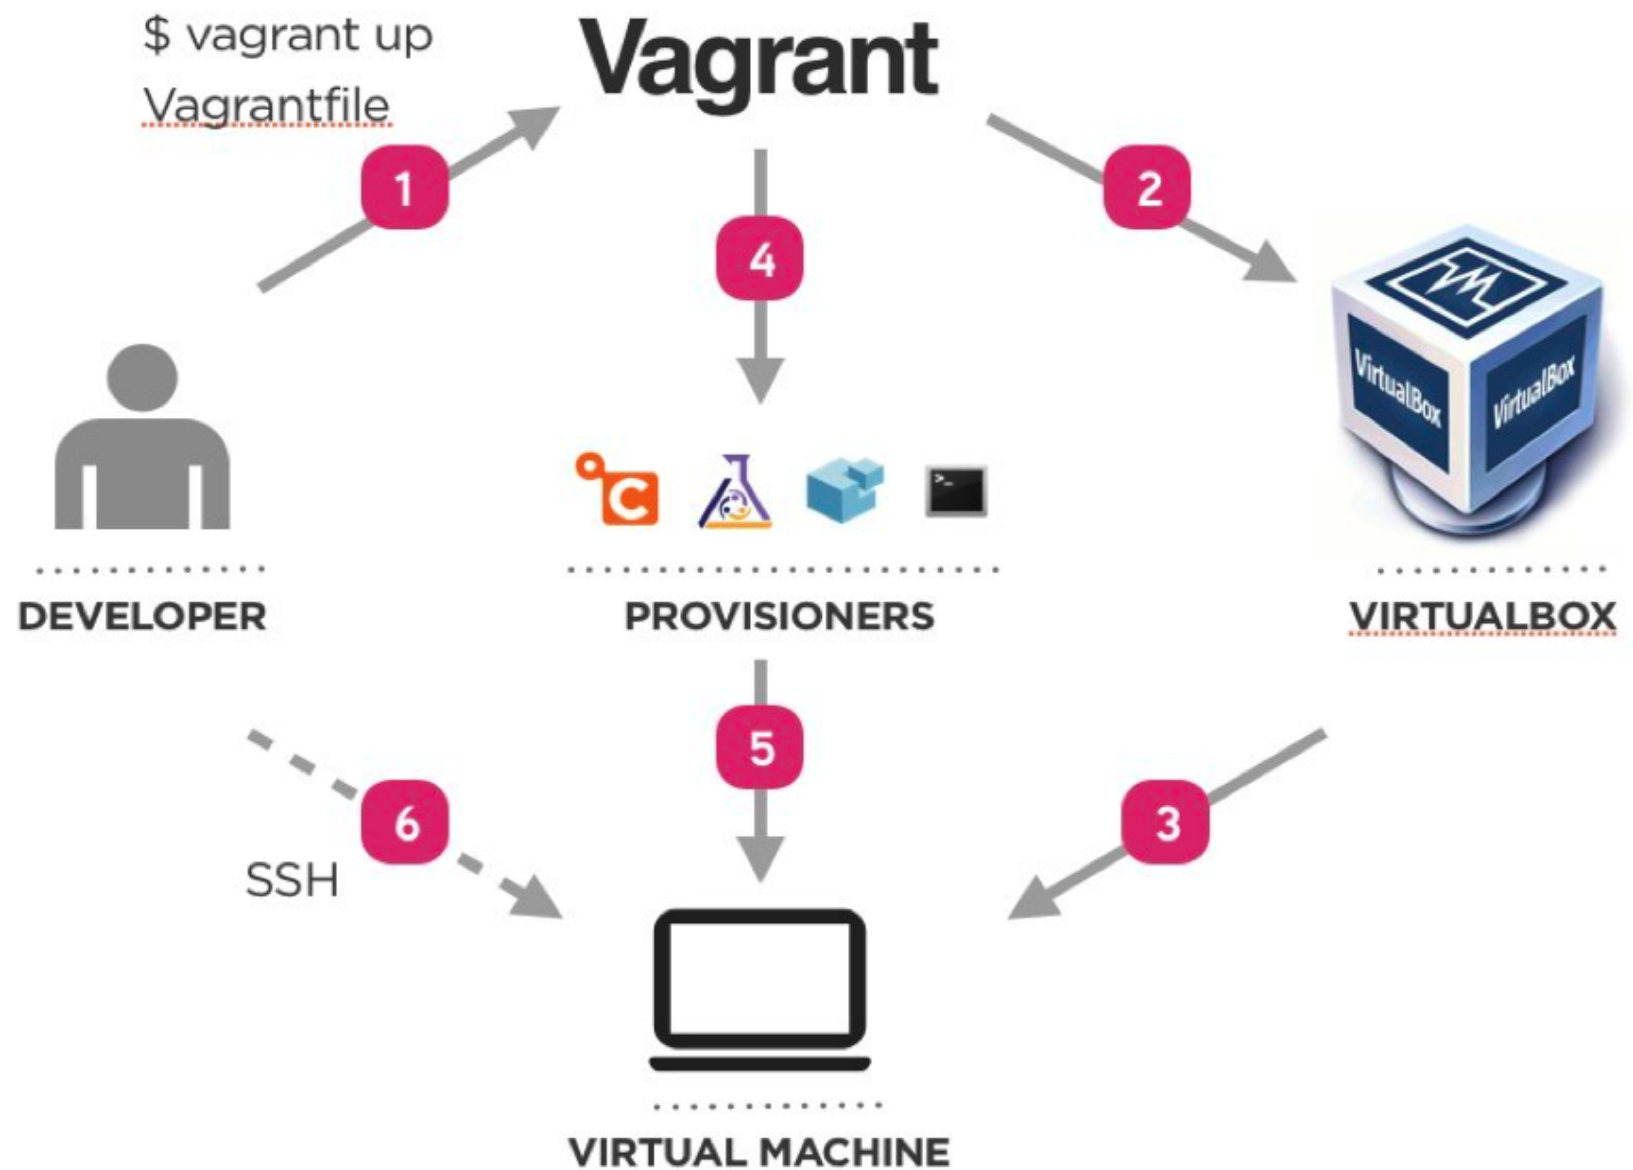 $ vagrant up
Vagrantfile
Vagrant
1
2
4
VirtualBox
VirtualBox
C
>_
DEVELOPER
PROVISIONERS
VIRTUALBOX
5
6
3
SSH
VIRTUAL MACHINE